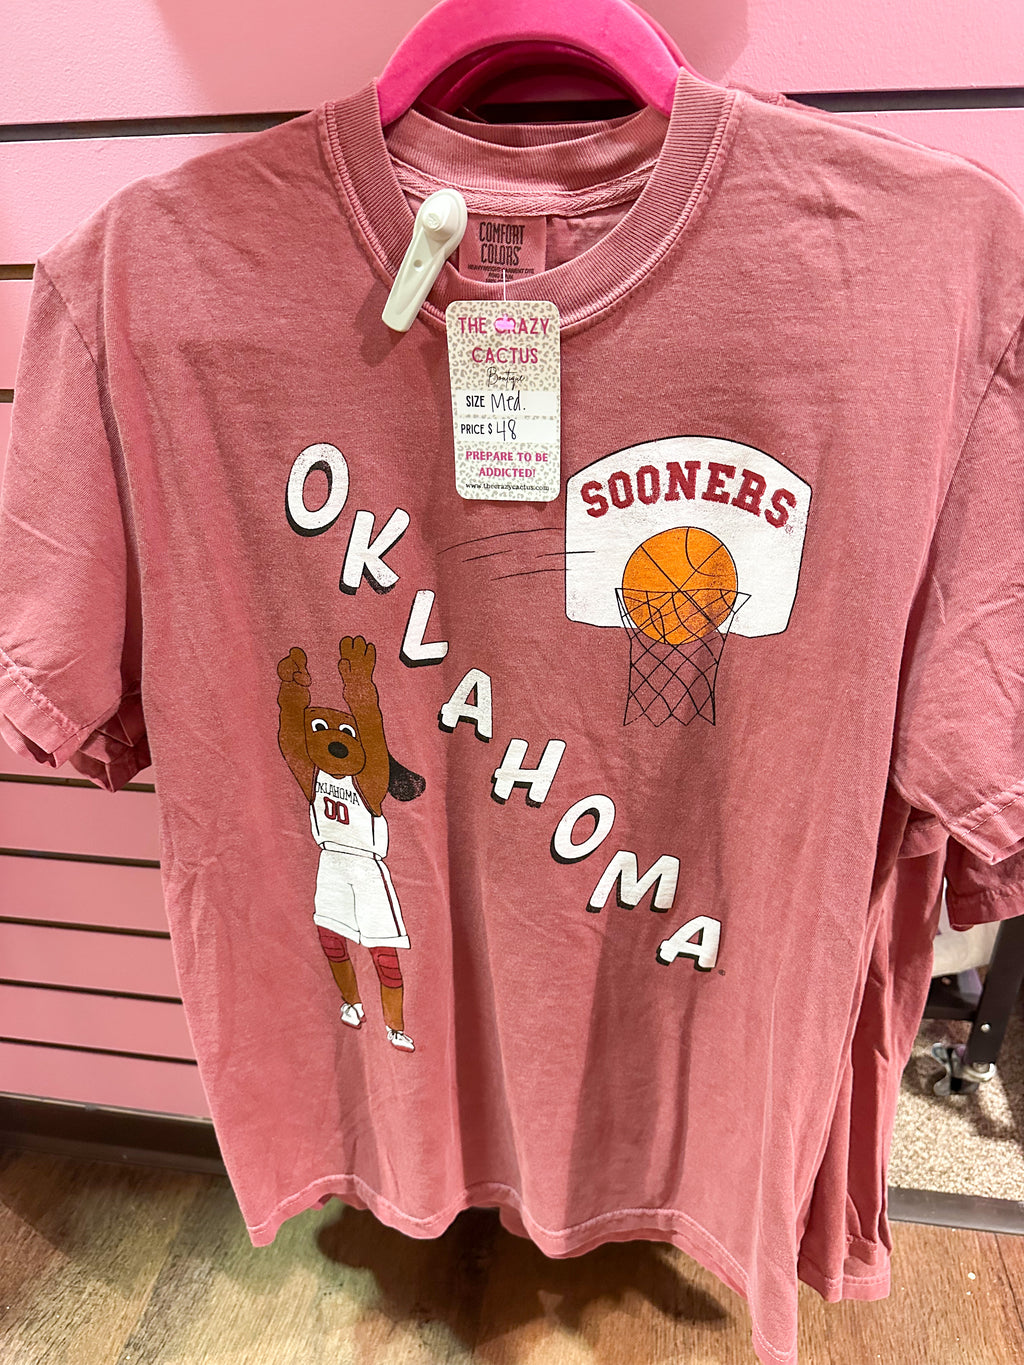 COMFORT
COLORS
THE CRAZY
CACTUS
Boutique
SIZE Med.
PRICE $ 48
PREPARE TO BE
ADDICTED!
www.thecrazycactus.com
OKLAHOMA
SOONERS
OKLAHOMA
00